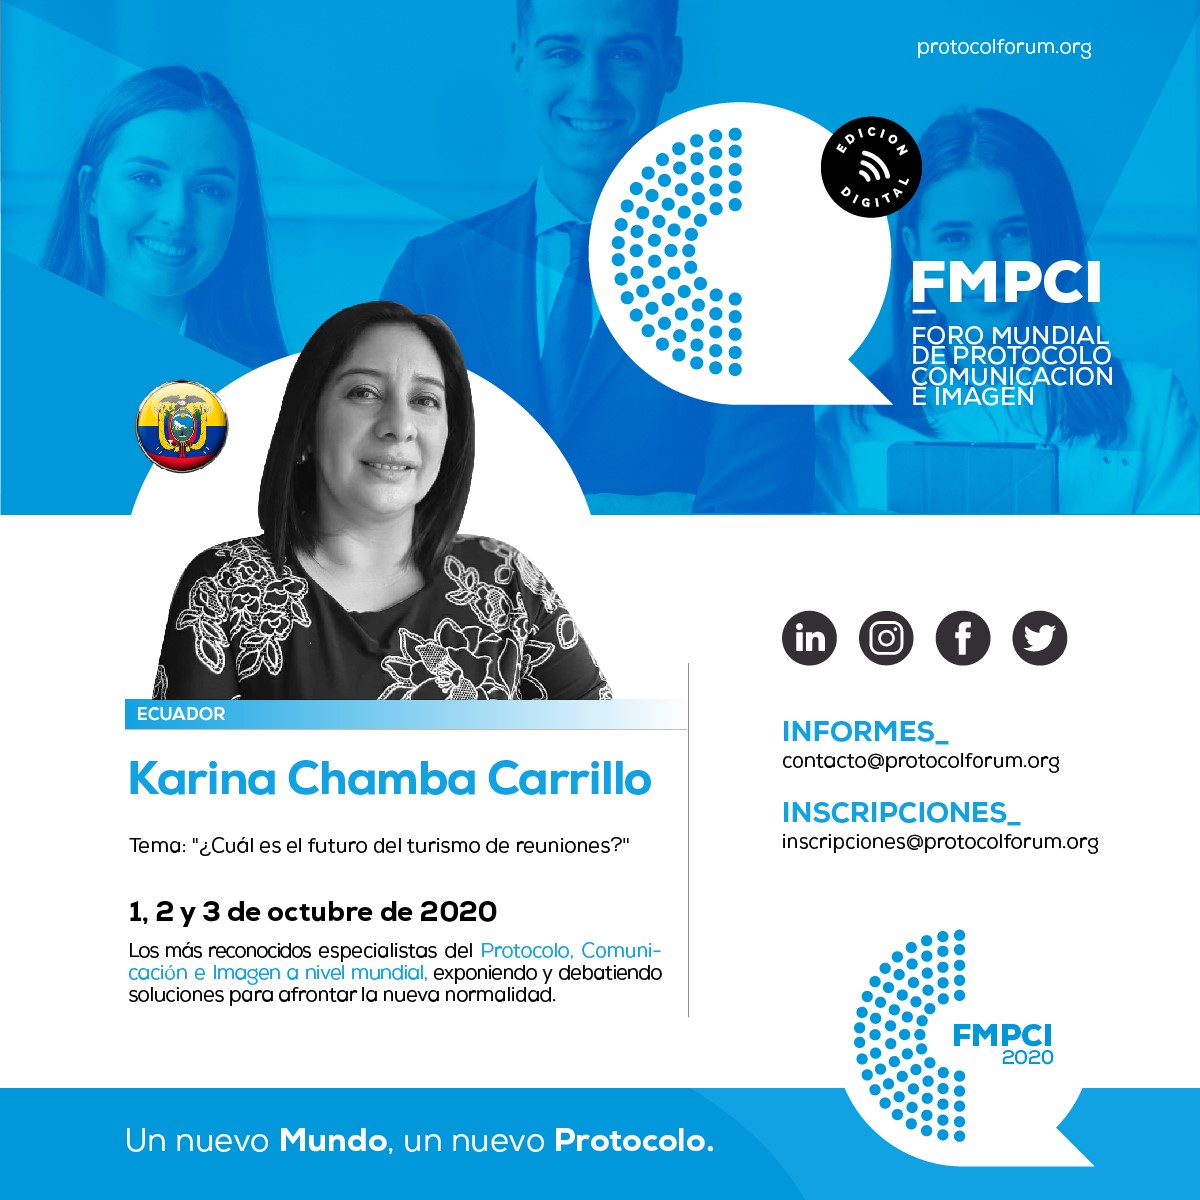 protocolforum.org
EDICION
DIGITAL
FMPCI
FORO MUNDIAL
DE PROTOCOLO
COMUNICACION
E IMAGEN
ECUADOR
Karina Chamba Carrillo
Tema: "¿Cuál es el futuro del turismo de reuniones?"
1, 2 y 3 de octubre de 2020
Los más reconocidos especialistas del Protocolo, Comuni-
cación e Imagen a nivel mundial, exponiendo y debatiendo
soluciones para afrontar la nueva normalidad.
in
f
INFORMES_
contacto@protocolforum.org
INSCRIPCIONES_
inscripciones@protocolforum.org
FMPCI
2020
Un nuevo Mundo, un nuevo Protocolo.